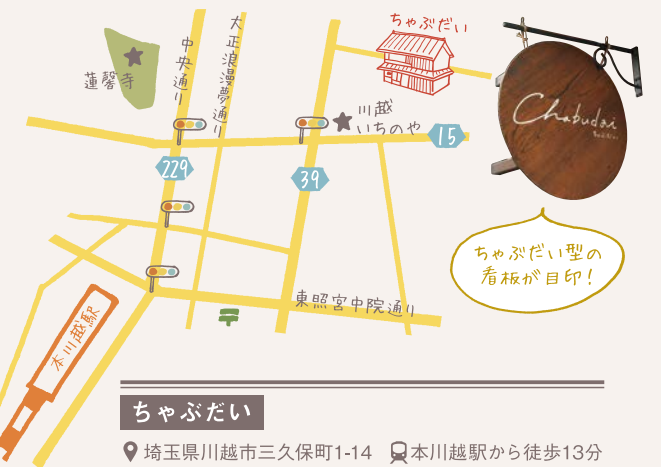 ちゃぶだい
大正浪漫夢通り
中央通り
蓮馨寺
川越
いちのや
15
229
39
Chabudai
ちゃぶだい型の
看板が目印!
東照宮中院通り
本川越駅
ちゃぶだい
埼玉県川越市三久保町1-14 本川越駅から徒歩13分